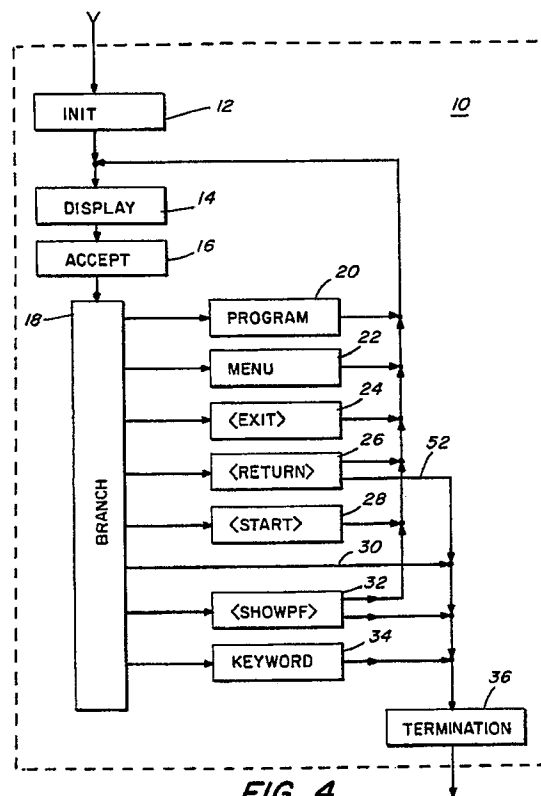 INIT 12
10
DISPLAY 14
ACCEPT 16
18 BRANCH
PROGRAM 20
MENU 22
<EXIT> 24
<RETURN> 26
52
<START> 28
30
<SHOWPF> 32
KEYWORD 34
TERMINATION 36
FIG. 4